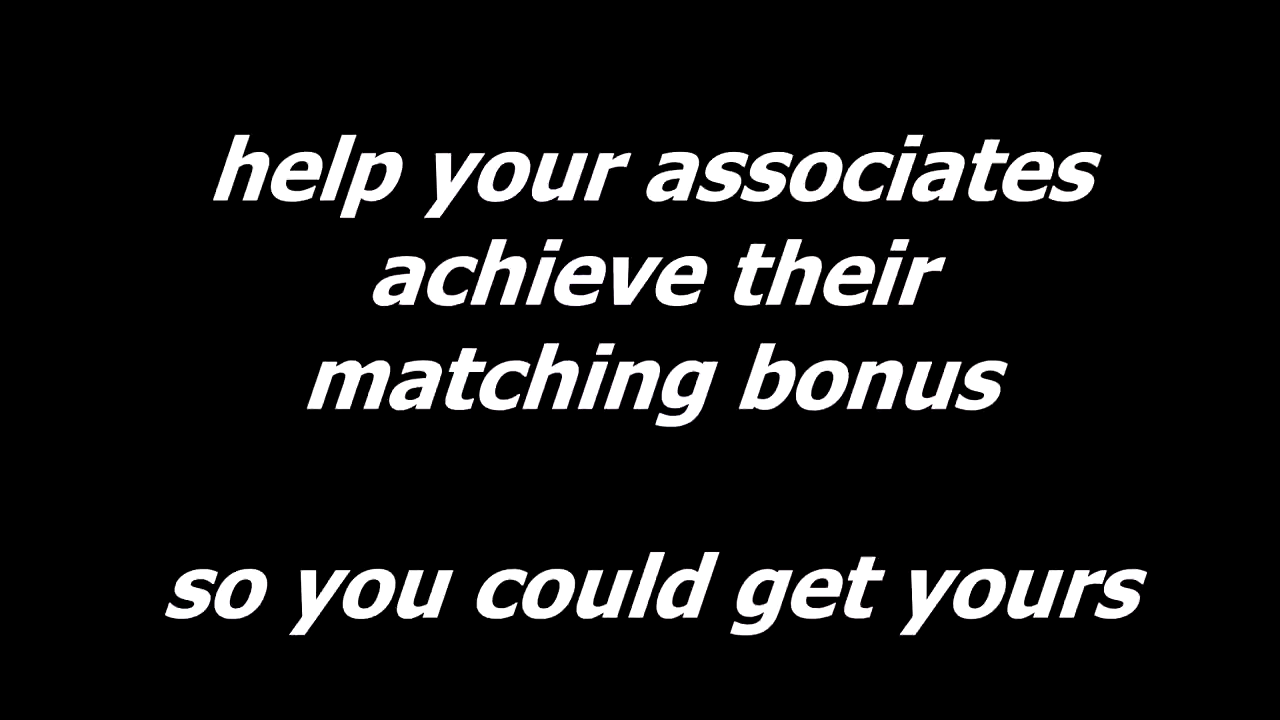 help your associates
achieve their
matching bonus
so you could get yours